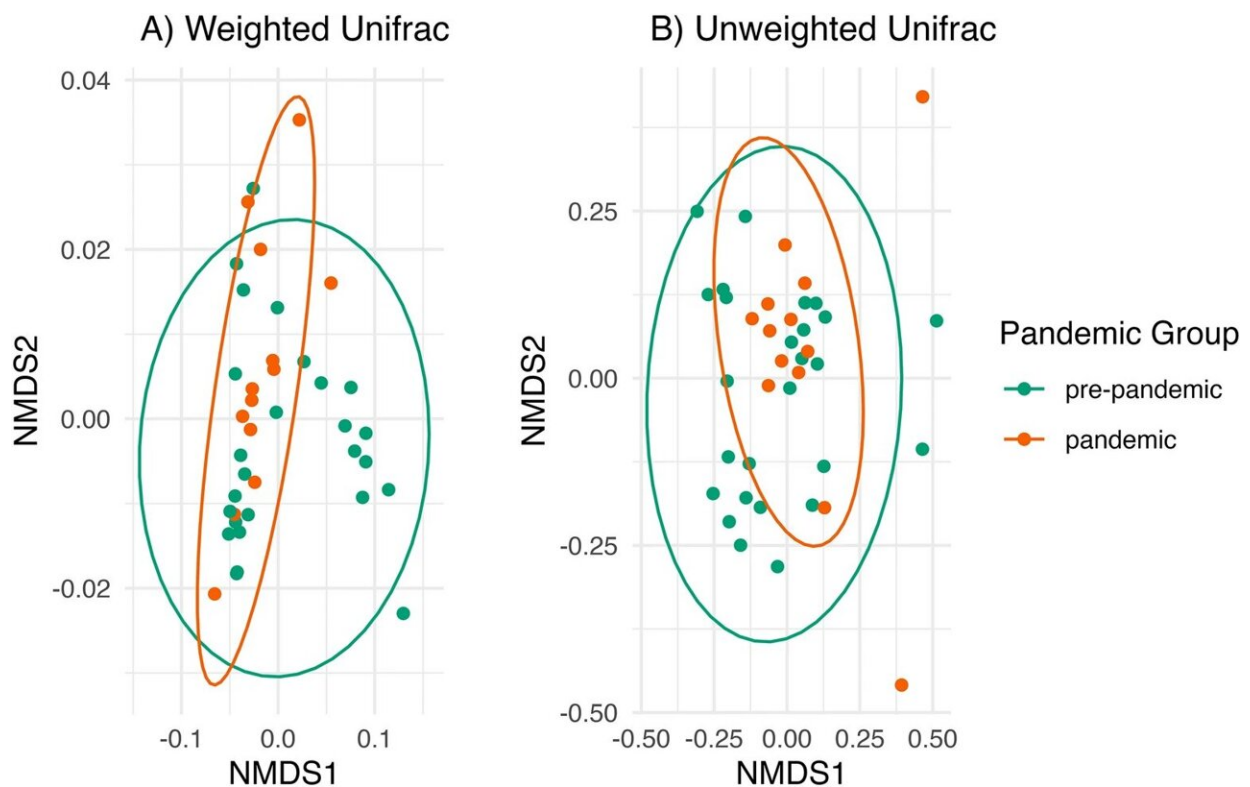 A) Weighted Unifrac
B) Unweighted Unifrac
0.04
0.02
0.00
-0.02
NMDS2
-0.1 0.0 0.1
NMDS1
0.25
0.00
-0.25
-0.50
NMDS2
-0.50 -0.25 0.00 0.25 0.50
NMDS1
Pandemic Group
pre-pandemic
pandemic